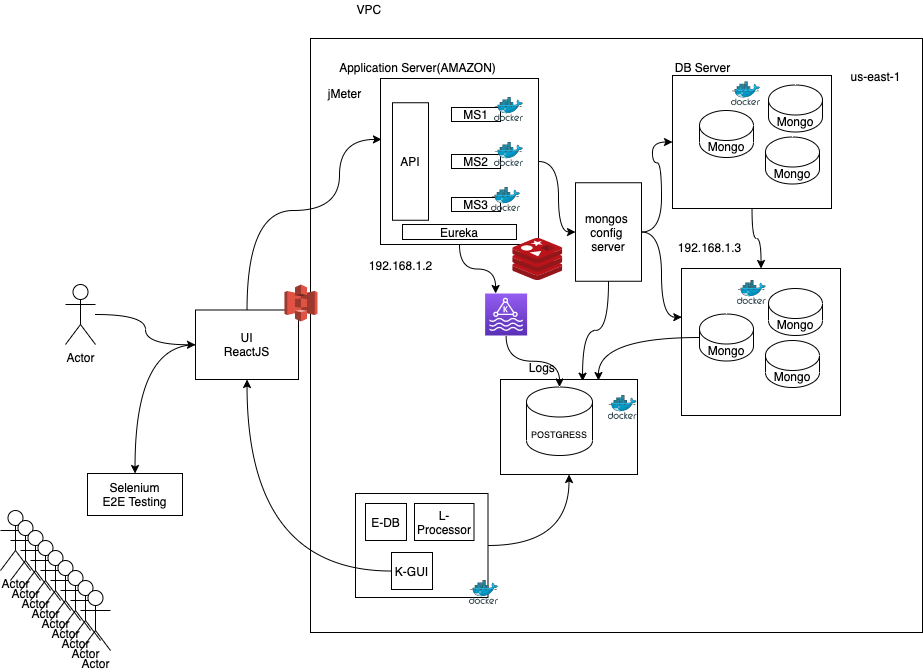 VPC
Application Server(AMAZON)
DB Server
us-east-1
jMeter
API
MS1
docker
MS2
docker
MS3
docker
Eureka
192.168.1.2
mongos
config
server
docker
Mongo
Mongo
Mongo
192.168.1.3
docker
Mongo
Mongo
Mongo
K
Logs
POSTGRESS
docker
Actor
UI
ReactJS
Selenium
E2E Testing
E-DB
L-
Processor
K-GUI
docker
Actor
Actor
Actor
Actor
Actor
Actor
Actor
Actor
Actor